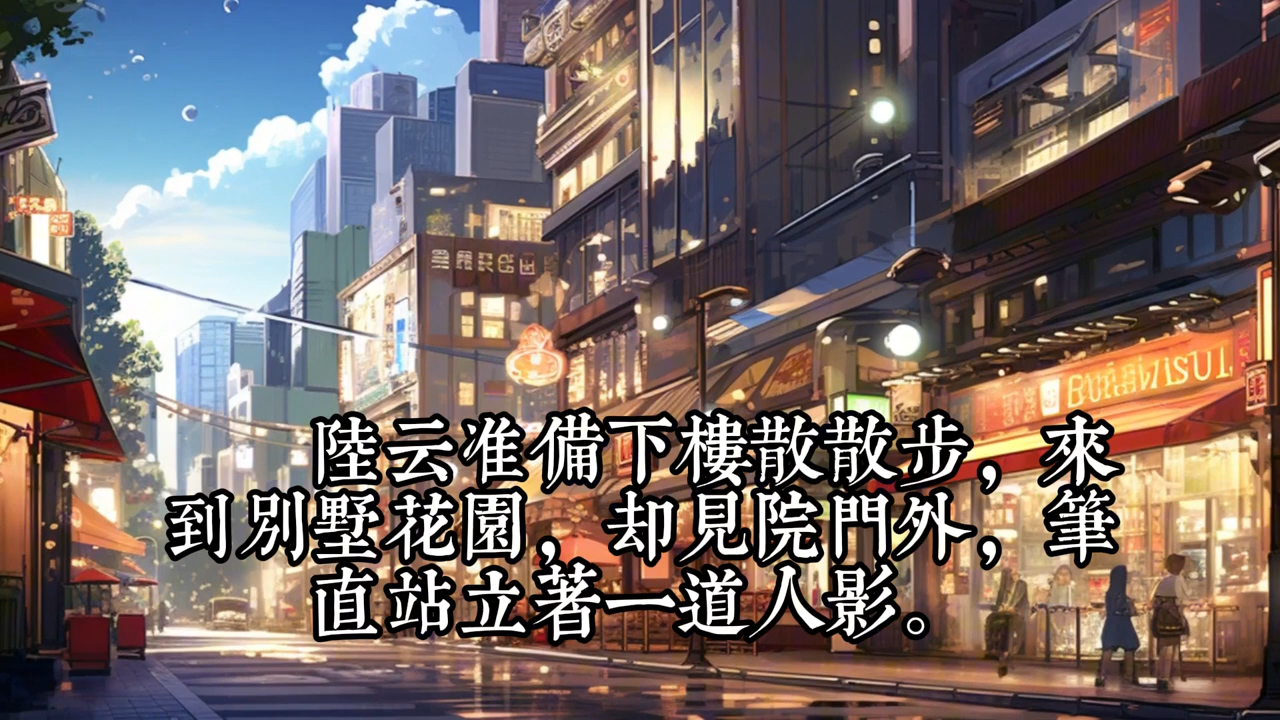 陸云准備下樓散散步，來
到別墅花園，却見院門外，筆
直站立著一道人影。